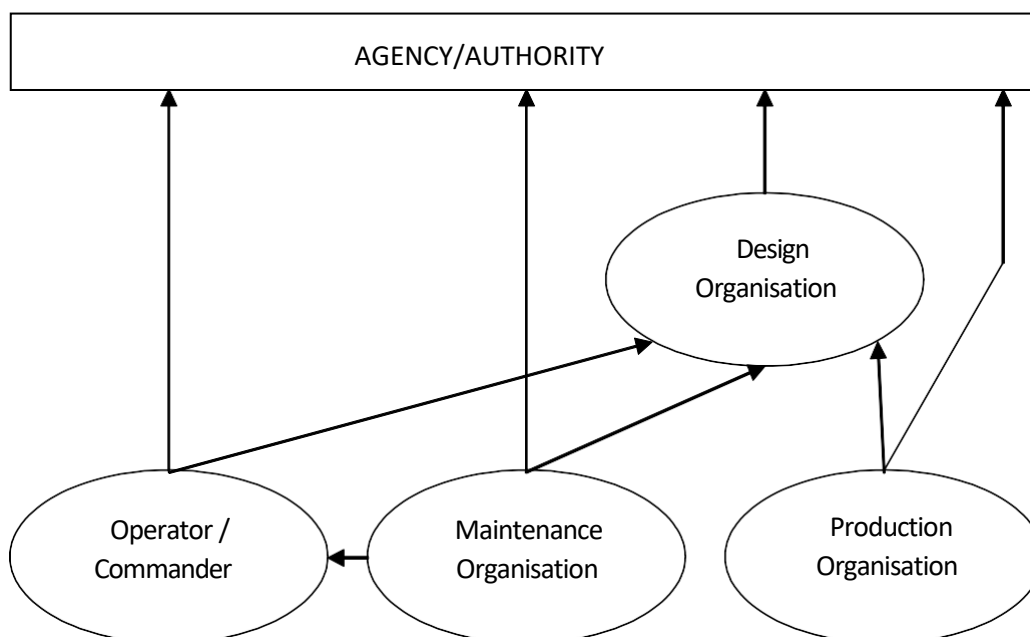 AGENCY/AUTHORITY
Design
Organisation
Operator /
Commander
Maintenance
Organisation
Production
Organisation